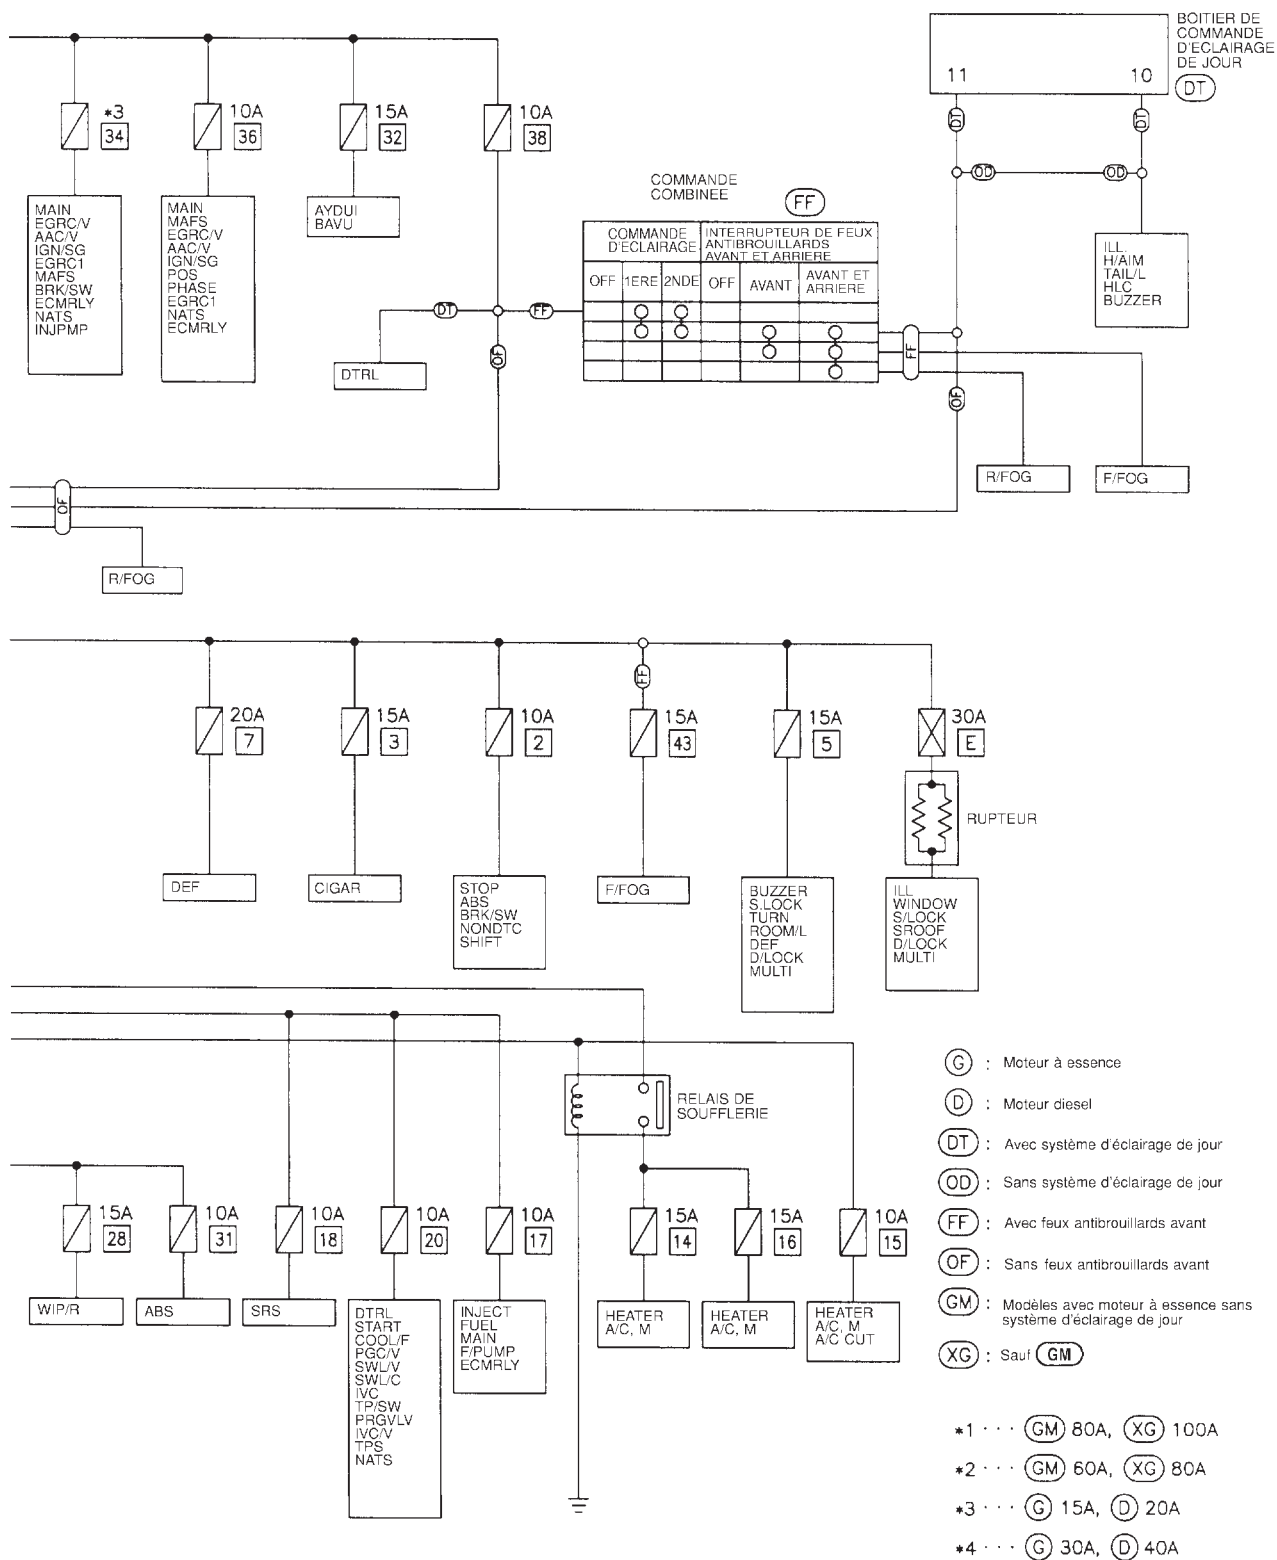 BOITIER DE
COMMANDE
D'ECLAIRAGE
DE JOUR
DT
11
10
DT
DT
OD
OD
*3
34
10A
36
15A
32
10A
38
MAIN
EGRC/V
AAC/V
IGN/SG
EGRC1
MAFS
BRK/SW
ECMRLY
NATS
INJPMP
MAIN
MAFS
EGRC/V
AAC/V
IGN/SG
POS
PHASE
EGRC1
NATS
ECMRLY
AYDUI
BAVU
COMMANDE
COMBINEE
FF
COMMANDE
D'ECLAIRAGE
INTERRUPTEUR DE FEUX
ANTIBROUILLARDS
AVANT ET ARRIERE
OFF
1ERE
2NDE
OFF
AVANT
AVANT ET
ARRIERE
ILL.
H/AIM
TAIL/L
HLC
BUZZER
DT
FF
OF
FF
OF
DTRL
R/FOG
F/FOG
OF
R/FOG
FF
20A
7
15A
3
10A
2
15A
43
15A
5
30A
E
RUPTEUR
DEF
CIGAR
STOP
ABS
BRK/SW
NONDTC
SHIFT
F/FOG
BUZZER
S.LOCK
TURN
ROOM/L
DEF
D/LOCK
MULTI
ILL
WINDOW
S/LOCK
SROOF
D/LOCK
MULTI
RELAIS DE
SOUFFLERIE
15A
28
10A
31
10A
18
10A
20
10A
17
15A
14
15A
16
10A
15
WIP/R
ABS
SRS
DTRL
START
COOL/F
PGC/V
SWL/V
SWL/C
IVC
TP/SW
PRGVLV
IVC/V
TPS
NATS
INJECT
FUEL
MAIN
F/PUMP
ECMRLY
HEATER
A/C, M
HEATER
A/C, M
HEATER
A/C, M
A/C CUT
G : Moteur à essence
D : Moteur diesel
DT : Avec système d'éclairage de jour
OD : Sans système d'éclairage de jour
FF : Avec feux antibrouillards avant
OF : Sans feux antibrouillards avant
GM : Modèles avec moteur à essence sans
système d'éclairage de jour
XG : Sauf GM
*1 · · · GM 80A, XG 100A
*2 · · · GM 60A, XG 80A
*3 · · · G 15A, D 20A
*4 · · · G 30A, D 40A